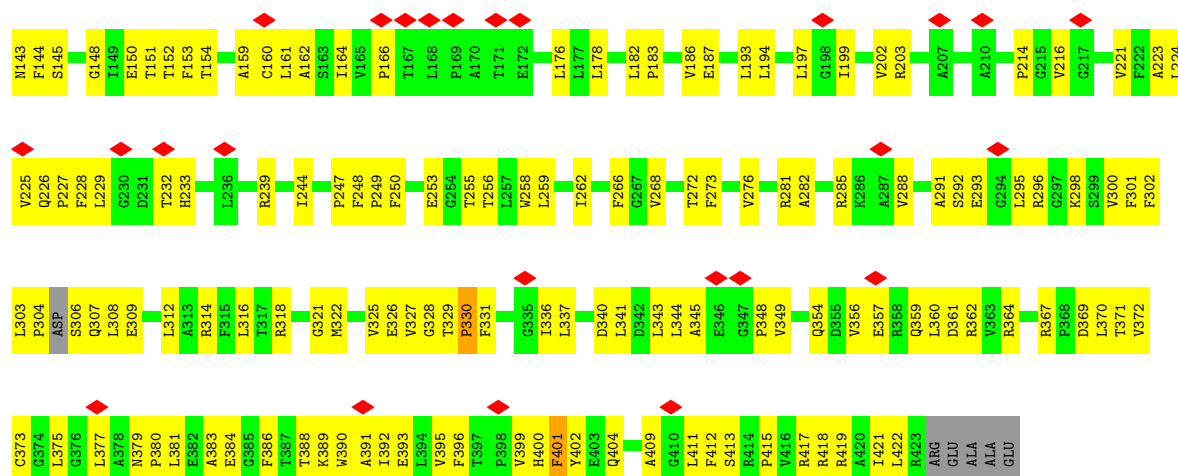 N143 F144 S145 G148 I149 E150 T151 T152 F153 T154 A159 C160 L161 A162 S163 I164 V165 P166 T167 L168 P169 A170 T171 E172 L176 L177 L178 L182 P183 V186 E187 L193 L194 L197 G198 I199 V202 R203 A207 A210 P214 G215 V216 G217 V221 F222 A223 L224
V225 Q226 P227 F228 L229 G230 D231 T232 H233 L236 R239 I244 P247 F248 P249 F250 E253 G254 T255 T256 L257 W258 L259 I262 F266 G267 V268 T272 F273 V276 R281 A282 R285 K286 A287 V288 A291 S292 E293 G294 L295 R296 G297 K298 S299 V300 F301 F302
L303 P304 ASP S306 Q307 L308 E309 L312 A313 R314 F315 L316 T317 R318 G321 M322 V325 E326 V327 G328 T329 P330 F331 G335 I336 L337 D340 L341 D342 L343 L344 A345 E346 G347 P348 V349 Q354 D355 V356 E357 R358 Q359 L360 D361 R362 V363 R364 R367 P368 D369 L370 T371 V372
C373 G374 L375 G376 L377 A378 N379 P380 L381 E382 A383 E384 G385 F386 T387 T388 K389 W390 A391 I392 E393 L394 V395 F396 T397 P398 V399 H400 F401 Y402 E403 Q404 A409 G410 L411 F412 S413 R414 P415 V416 R417 R418 R419 A420 I421 L422 R423 ARG GLU ALA ALA GLU